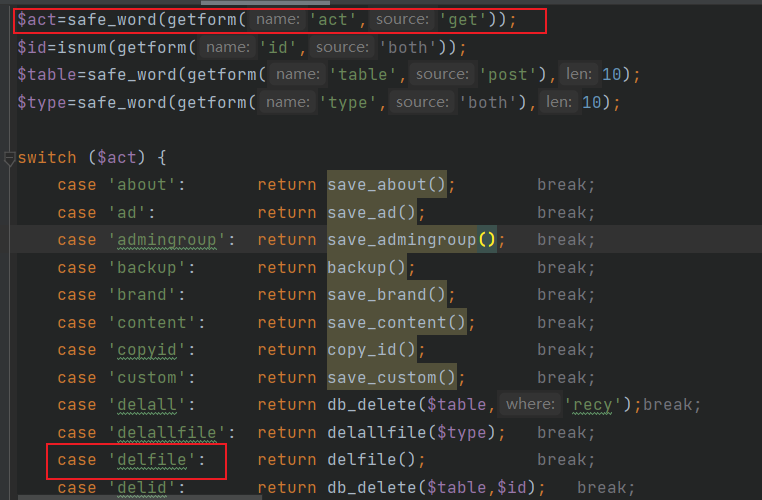 $act=safe_word(getform( name: 'act', source: 'get'));
$id=isnum(getform( name: 'id', source: 'both'));
$table=safe_word(getform( name: 'table', source: 'post'), len: 10);
$type=safe_word(getform( name: 'type', source: 'both'), len: 10);
switch ($act) {
case 'about': return save_about(); break;
case 'ad': return save_ad(); break;
case 'admingroup': return save_admingroup(); break;
case 'backup': return backup(); break;
case 'brand': return save_brand(); break;
case 'content': return save_content(); break;
case 'copyid': return copy_id(); break;
case 'custom': return save_custom(); break;
case 'delall': return db_delete($table, where: 'recy');break;
case 'delallfile': return delallfile($type); break;
case 'delfile': return delfile(); break;
case 'delid': return db_delete($table,$id); break;